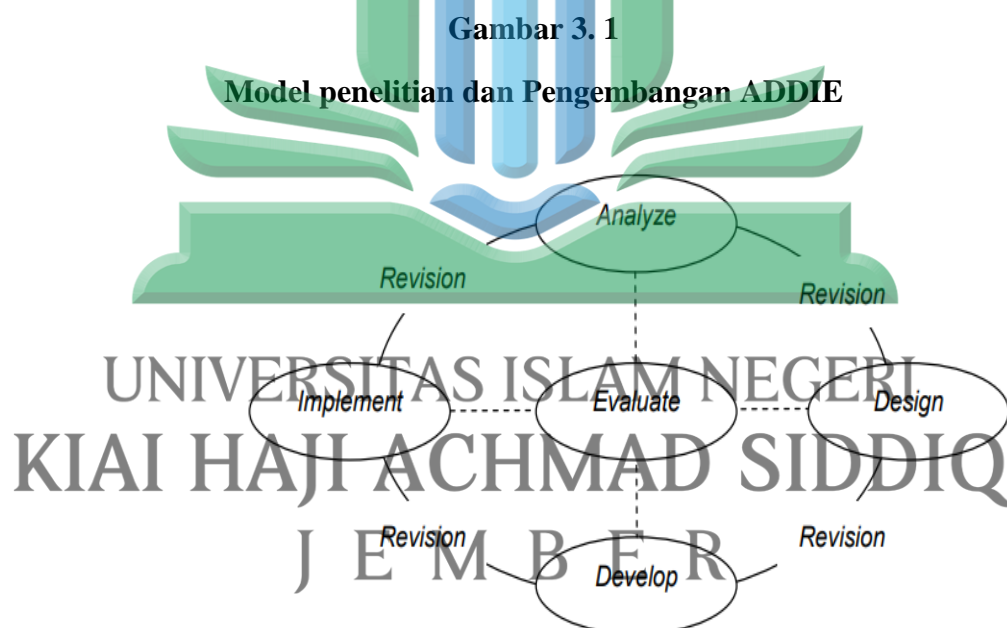 Gambar 3. 1
Model penelitian dan Pengembangan ADDIE
Analyze
Revision
Revision
UNIVERSITAS ISLAM NEGERI
Implement
Evaluate
Design
KIAI HAJI ACHMAD SIDDIQ
Revision
Revision
J E M B E R
Develop